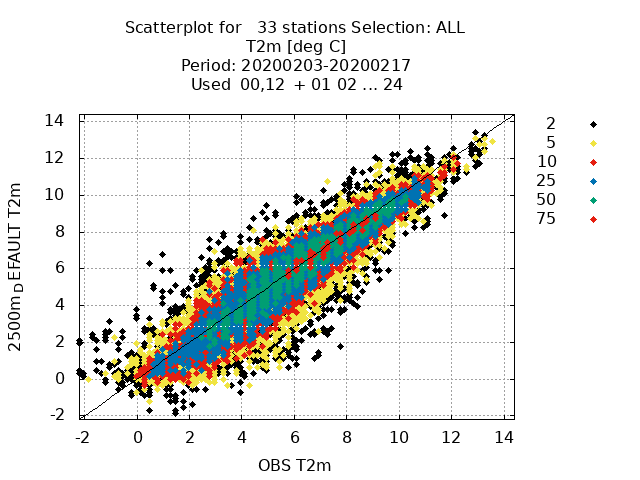 Scatterplot for   33 stations Selection: ALL
T2m [deg C]
Period: 20200203-20200217
Used  00,12  + 01 02 ... 24
14
12
10
8
6
4
2
0
-2
2500m_DEFAULT T2m
-2 0 2 4 6 8 10 12 14
OBS T2m
2
5
10
25
50
75